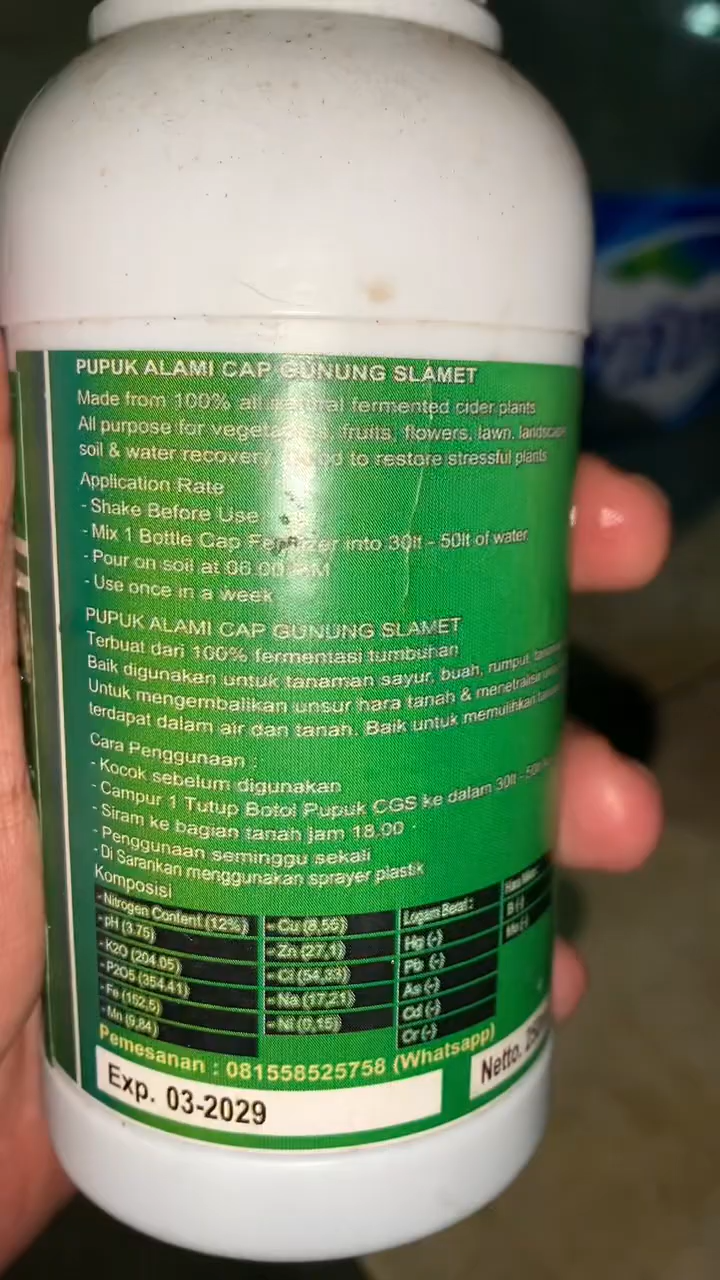 PUPUK ALAMI CAP GUNUNG SLAMET
Made from 100% all natural fermented cider plants
All purpose for vegetables, fruits, flowers, lawn, landscape
soil & water recovery to restore stressful plants
Application Rate
- Shake Before Use
- Mix 1 Bottle Cap Fertilizer into 30lt - 50lt of water
- Pour on soil at 06.00 PM
- Use once in a week
PUPUK ALAMI CAP GUNUNG SLAMET
Terbuat dari 100% fermentasi tumbuhan
Baik digunakan untuk tanaman sayur, buah, rumput,
Untuk mengembalikan unsur hara tanah & menetralisir
terdapat dalam air dan tanah. Baik untuk memulihkan
Cara Penggunaan :
- Kocok sebelum digunakan
- Campur 1 Tutup Botol Pupuk CGS ke dalam 30lt -
- Siram ke bagian tanah jam 18.00
- Penggunaan seminggu sekali
- Di Sarankan menggunakan sprayer plastik
Komposisi
- Nitrogen Content (12%)
- pH (3.75)
- K2O (204.05)
- P2O5 (354.41)
- Fe (152,5)
- Mn (9,84)
- Cu (8,56)
- Zn (27,1)
- Cl (54,83)
- Na (17,21)
- Ni (0,15)
Logam Berat :
Hg (-)
Pb (-)
As (-)
Cd (-)
Cr (-)
B (-)
Mo (-)
Pemesanan : 081558525758 (Whatsapp)
Exp. 03-2029
Netto.